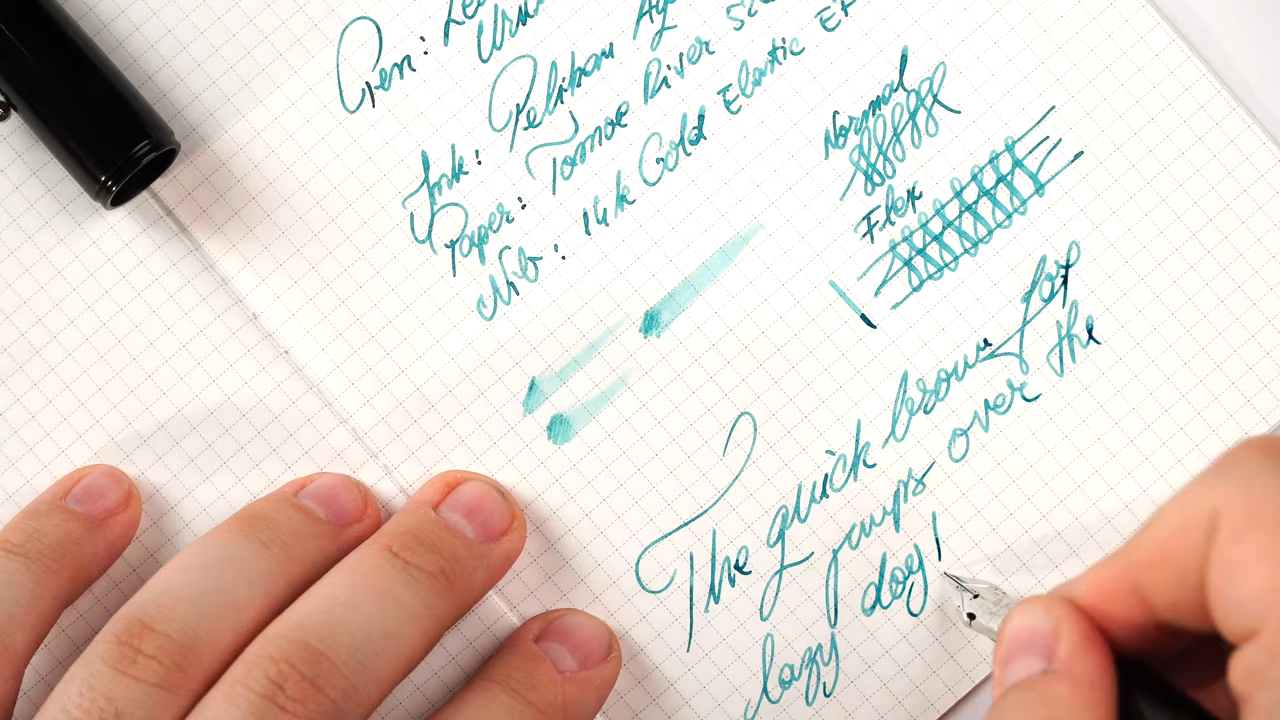 Pen:
Ink: Pelikan
Paper: Tomoe River
Nib: 14k Gold Elastic EF
Normal
Flex
The quick brown fox
jumps over the
lazy dog!